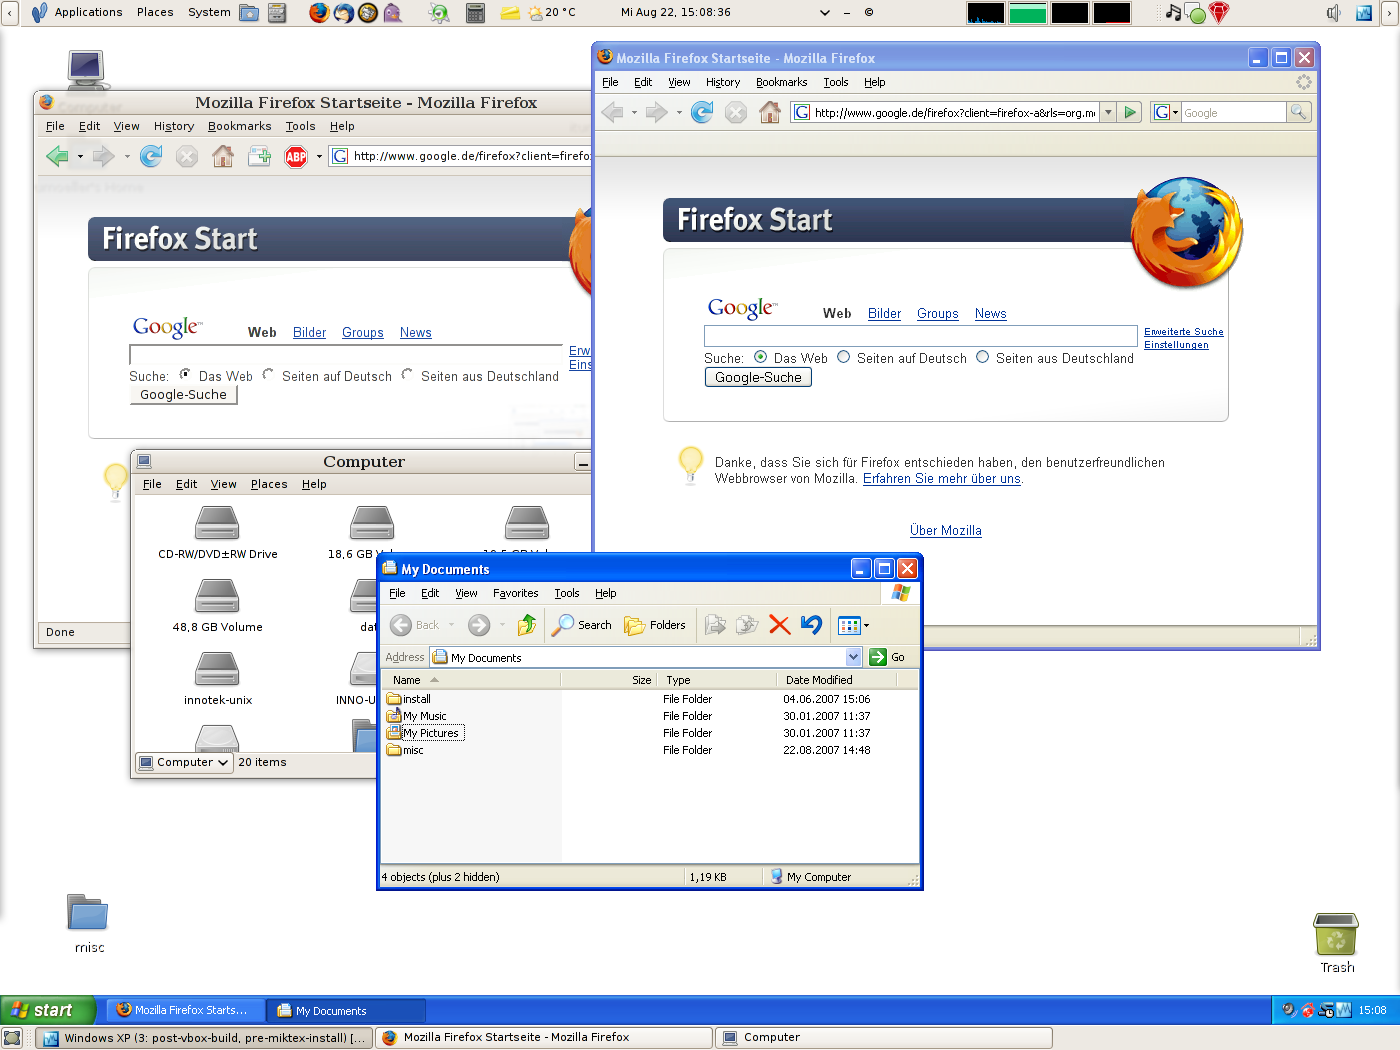 Applications Places System 20 °C Mi Aug 22, 15:08:36
Computer
Mozilla Firefox Startseite - Mozilla Firefox
File Edit View History Bookmarks Tools Help
ABP http://www.google.de/firefox?client=firefo
Firefox Start
Google™ Web Bilder Groups News
Erw
Eins
Suche: Das Web Seiten auf Deutsch Seiten aus Deutschland
Google-Suche
Done
Mozilla Firefox Startseite - Mozilla Firefox
File Edit View History Bookmarks Tools Help
http://www.google.de/firefox?client=firefox-a&rls=org.m
G Google
Firefox Start
Google™ Web Bilder Groups News
Erweiterte Suche
Einstellungen
Suche: Das Web Seiten auf Deutsch Seiten aus Deutschland
Google-Suche
Danke, dass Sie sich für Firefox entschieden haben, den benutzerfreundlichen
Webbrowser von Mozilla. Erfahren Sie mehr über uns.
Über Mozilla
Computer
File Edit View Places Help
CD-RW/DVD±RW Drive 18,6 GB
48,8 GB Volume dat
innotek-unix INNO-U
Computer 20 items
My Documents
File Edit View Favorites Tools Help
Back Search Folders
Address My Documents Go
Name Size Type Date Modified
install File Folder 04.06.2007 15:06
My Music File Folder 30.01.2007 11:37
My Pictures File Folder 30.01.2007 11:37
misc File Folder 22.08.2007 14:48
4 objects (plus 2 hidden) 1,19 KB My Computer
misc
Trash
start Mozilla Firefox Starts... My Documents 15:08
Windows XP (3: post-vbox-build, pre-miktex-install) [... Mozilla Firefox Startseite - Mozilla Firefox Computer